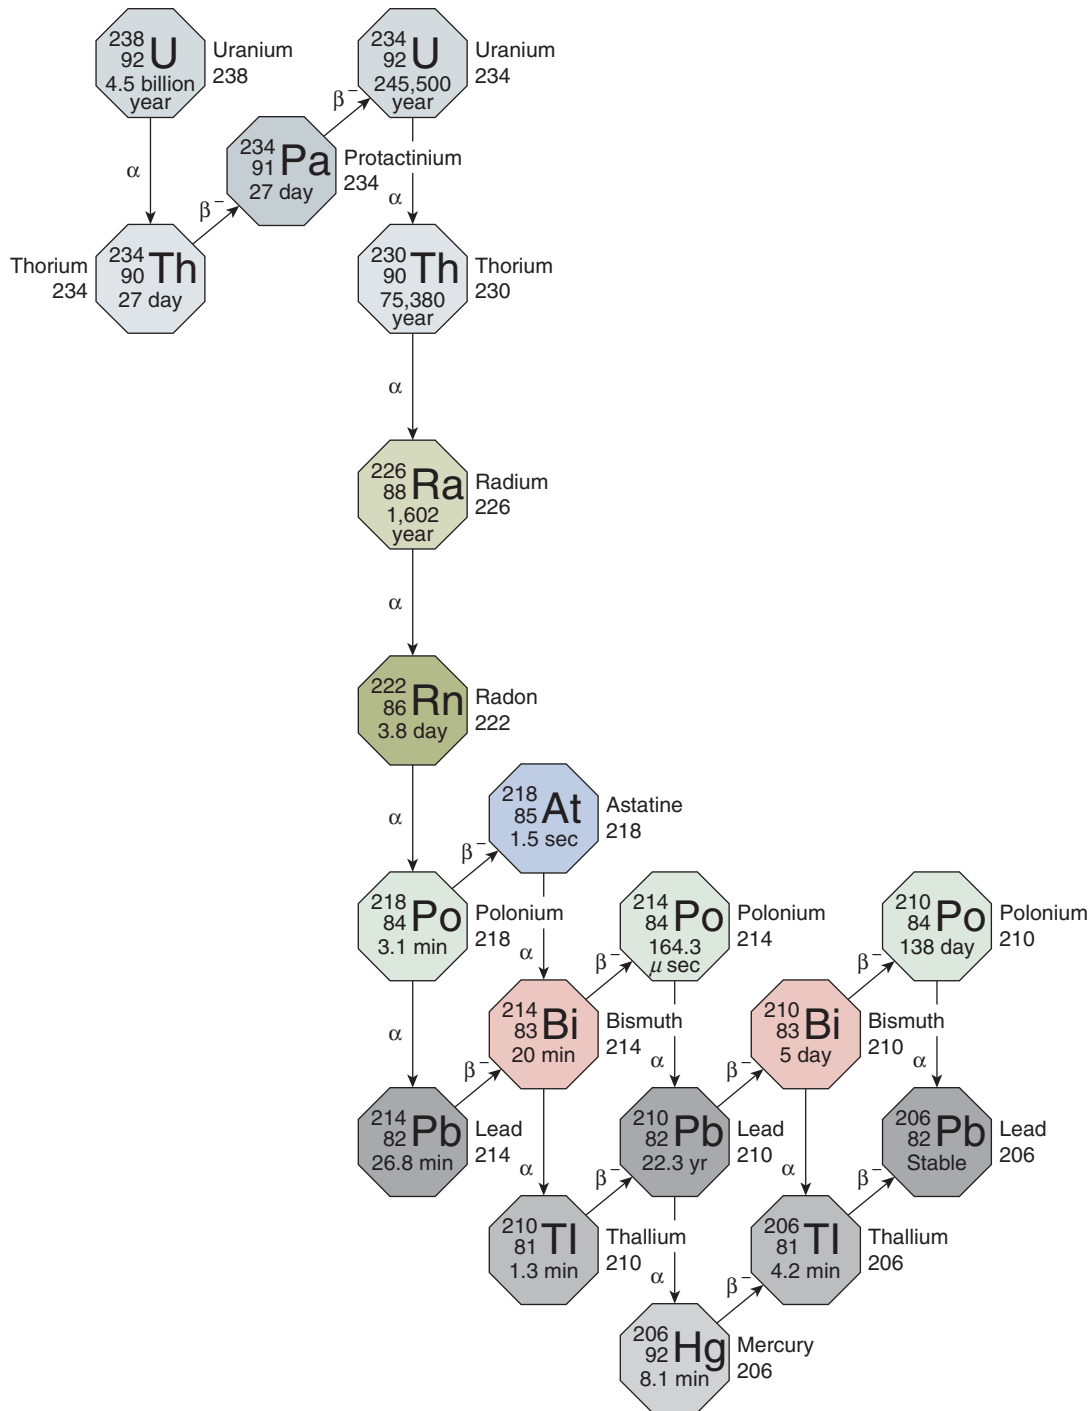 238
92 U
4.5 billion
year
Uranium
238
234
92 U
245,500
year
Uranium
234
β⁻
234
91 Pa
27 day
Protactinium
234
α
α
β⁻
Thorium
234
234
90 Th
27 day
230
90 Th
75,380
year
Thorium
230
α
226
88 Ra
1,602
year
Radium
226
α
222
86 Rn
3.8 day
Radon
222
α
218
85 At
1.5 sec
Astatine
218
β⁻
218
84 Po
3.1 min
Polonium
218
α
214
84 Po
164.3
μ sec
Polonium
214
210
84 Po
138 day
Polonium
210
β⁻
β⁻
α
214
83 Bi
20 min
Bismuth
214
α
210
83 Bi
5 day
Bismuth
210
α
β⁻
β⁻
214
82 Pb
26.8 min
Lead
214
α
210
82 Pb
22.3 yr
Lead
210
α
206
82 Pb
Stable
Lead
206
β⁻
β⁻
210
81 Tl
1.3 min
Thallium
210
α
206
81 Tl
4.2 min
Thallium
206
β⁻
206
92 Hg
8.1 min
Mercury
206